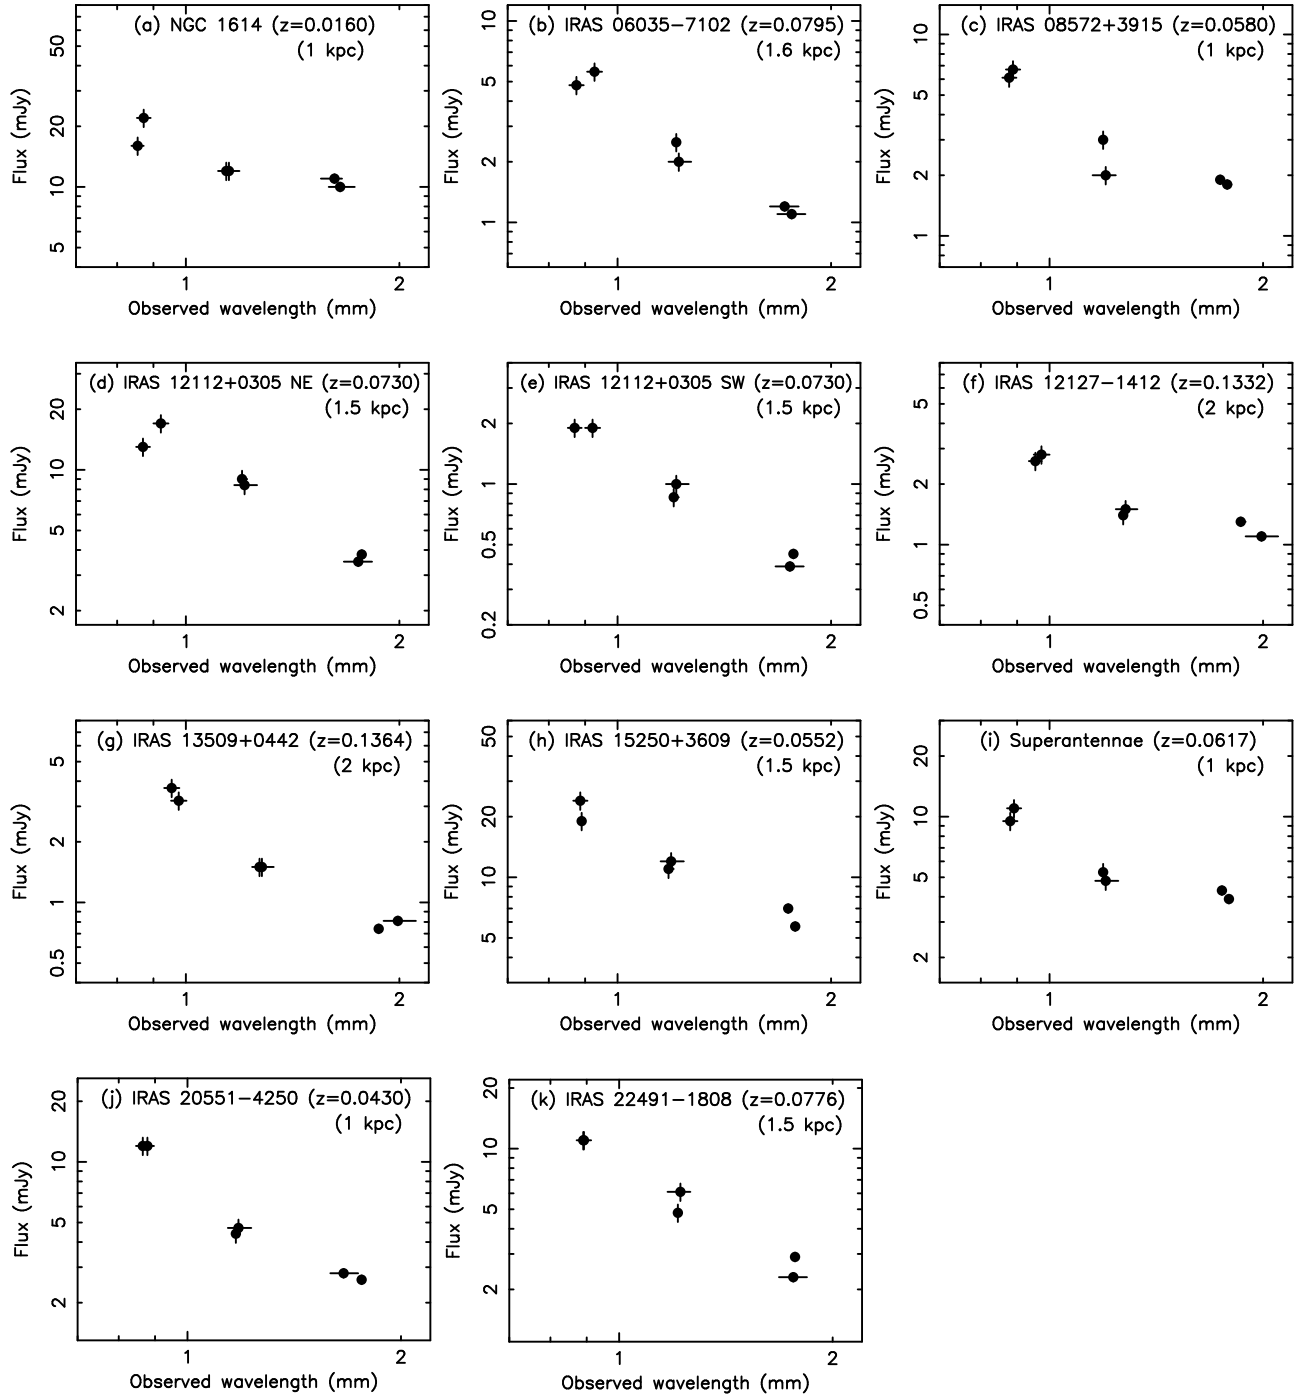 (a) NGC 1614 (z=0.0160)
(1 kpc)
50
20
10
5
Flux (mJy)
1 2
Observed wavelength (mm)
(b) IRAS 06035−7102 (z=0.0795)
(1.6 kpc)
10
5
2
1
Flux (mJy)
1 2
Observed wavelength (mm)
(c) IRAS 08572+3915 (z=0.0580)
(1 kpc)
10
5
2
1
Flux (mJy)
1 2
Observed wavelength (mm)
(d) IRAS 12112+0305 NE (z=0.0730)
(1.5 kpc)
20
10
5
2
Flux (mJy)
1 2
Observed wavelength (mm)
(e) IRAS 12112+0305 SW (z=0.0730)
(1.5 kpc)
2
1
0.5
0.2
Flux (mJy)
1 2
Observed wavelength (mm)
(f) IRAS 12127−1412 (z=0.1332)
(2 kpc)
5
2
1
0.5
Flux (mJy)
1 2
Observed wavelength (mm)
(g) IRAS 13509+0442 (z=0.1364)
(2 kpc)
5
2
1
0.5
Flux (mJy)
1 2
Observed wavelength (mm)
(h) IRAS 15250+3609 (z=0.0552)
(1.5 kpc)
50
20
10
5
Flux (mJy)
1 2
Observed wavelength (mm)
(i) Superantennae (z=0.0617)
(1 kpc)
20
10
5
2
Flux (mJy)
1 2
Observed wavelength (mm)
(j) IRAS 20551−4250 (z=0.0430)
(1 kpc)
20
10
5
2
Flux (mJy)
1 2
Observed wavelength (mm)
(k) IRAS 22491−1808 (z=0.0776)
(1.5 kpc)
20
10
5
2
Flux (mJy)
1 2
Observed wavelength (mm)